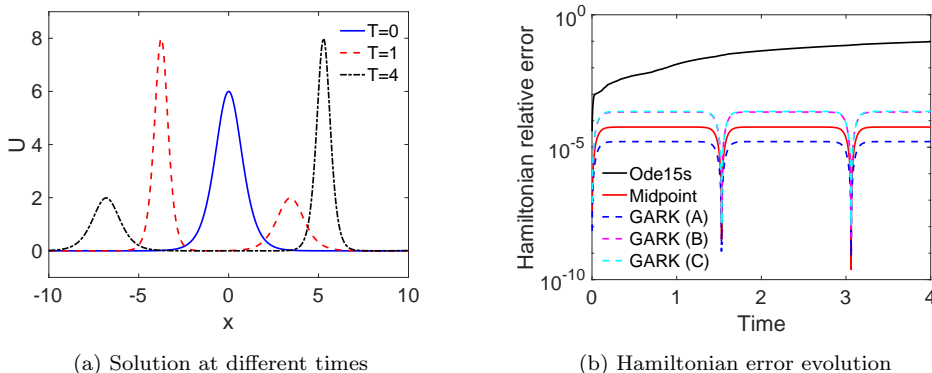 8
6
4
2
0
U
-10
-5
0
5
10
x
T=0
T=1
T=4
(a) Solution at different times
10^0
10^-5
10^-10
Hamiltonian relative error
Ode15s
Midpoint
GARK (A)
GARK (B)
GARK (C)
0
1
2
3
4
Time
(b) Hamiltonian error evolution